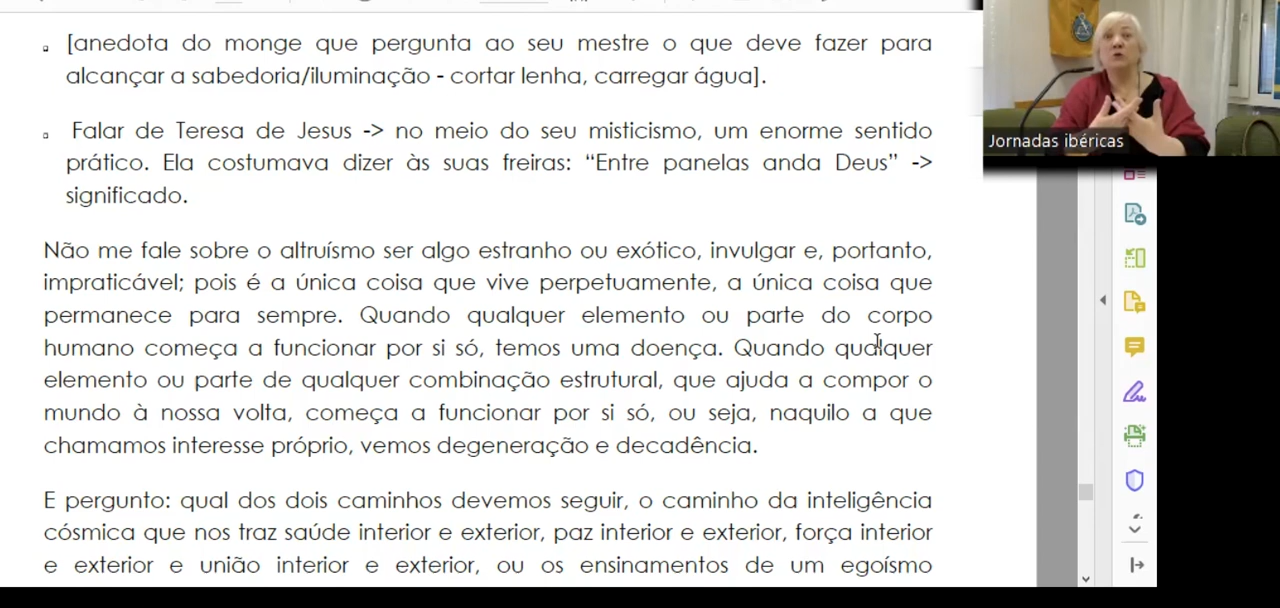 [anedota do monge que pergunta ao seu mestre o que deve fazer para
alcançar a sabedoria/iluminação - cortar lenha, carregar água].
Falar de Teresa de Jesus -> no meio do seu misticismo, um enorme sentido
prático. Ela costumava dizer às suas freiras: “Entre panelas anda Deus” ->
significado.
Não me fale sobre o altruísmo ser algo estranho ou exótico, invulgar e, portanto,
impraticável; pois é a única coisa que vive perpetuamente, a única coisa que
permanece para sempre. Quando qualquer elemento ou parte do corpo
humano começa a funcionar por si só, temos uma doença. Quando qualquer
elemento ou parte de qualquer combinação estrutural, que ajuda a compor o
mundo à nossa volta, começa a funcionar por si só, ou seja, naquilo a que
chamamos interesse próprio, vemos degeneração e decadência.
E pergunto: qual dos dois caminhos devemos seguir, o caminho da inteligência
cósmica que nos traz saúde interior e exterior, paz interior e exterior, força interior
e exterior e união interior e exterior, ou os ensinamentos de um egoísmo
Jornadas ibéricas